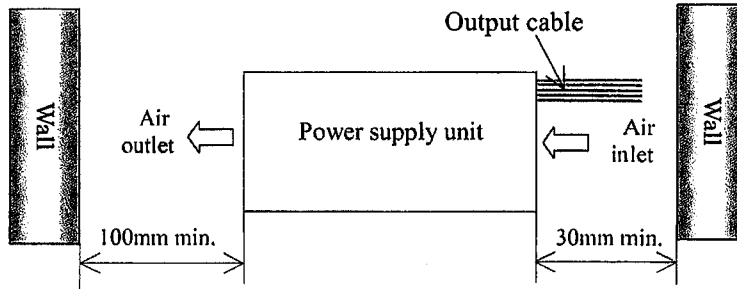 Output cable
Wall
Air
outlet
Power supply unit
Air
inlet
Wall
100mm min.
30mm min.